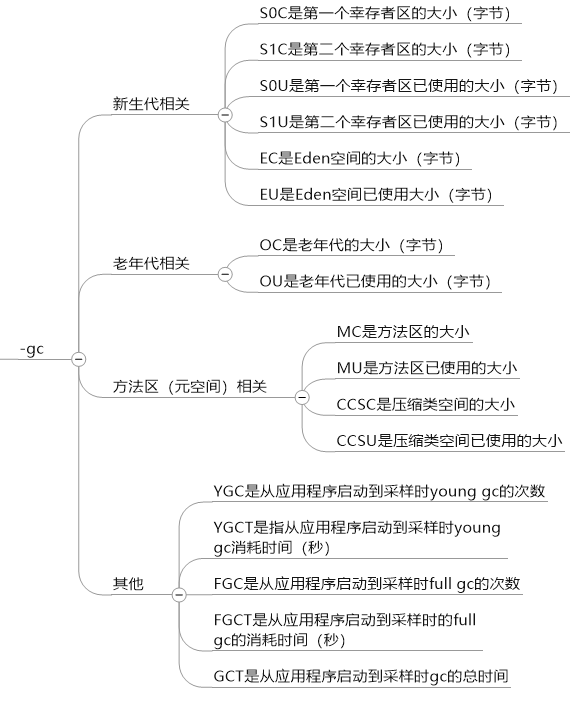 S0C是第一个幸存者区的大小（字节）
S1C是第二个幸存者区的大小（字节）
S0U是第一个幸存者区已使用的大小（字节）
新生代相关
S1U是第二个幸存者区已使用的大小（字节）
EC是Eden空间的大小（字节）
EU是Eden空间已使用大小（字节）
OC是老年代的大小（字节）
老年代相关
OU是老年代已使用的大小（字节）
-gc
MC是方法区的大小
MU是方法区已使用的大小
方法区（元空间）相关
CCSC是压缩类空间的大小
CCSU是压缩类空间已使用的大小
YGC是从应用程序启动到采样时young gc的次数
YGCT是指从应用程序启动到采样时young
gc消耗时间（秒）
其他
FGC是从应用程序启动到采样时full gc的次数
FGCT是从应用程序启动到采样时的full
gc的消耗时间（秒）
GCT是从应用程序启动到采样时gc的总时间